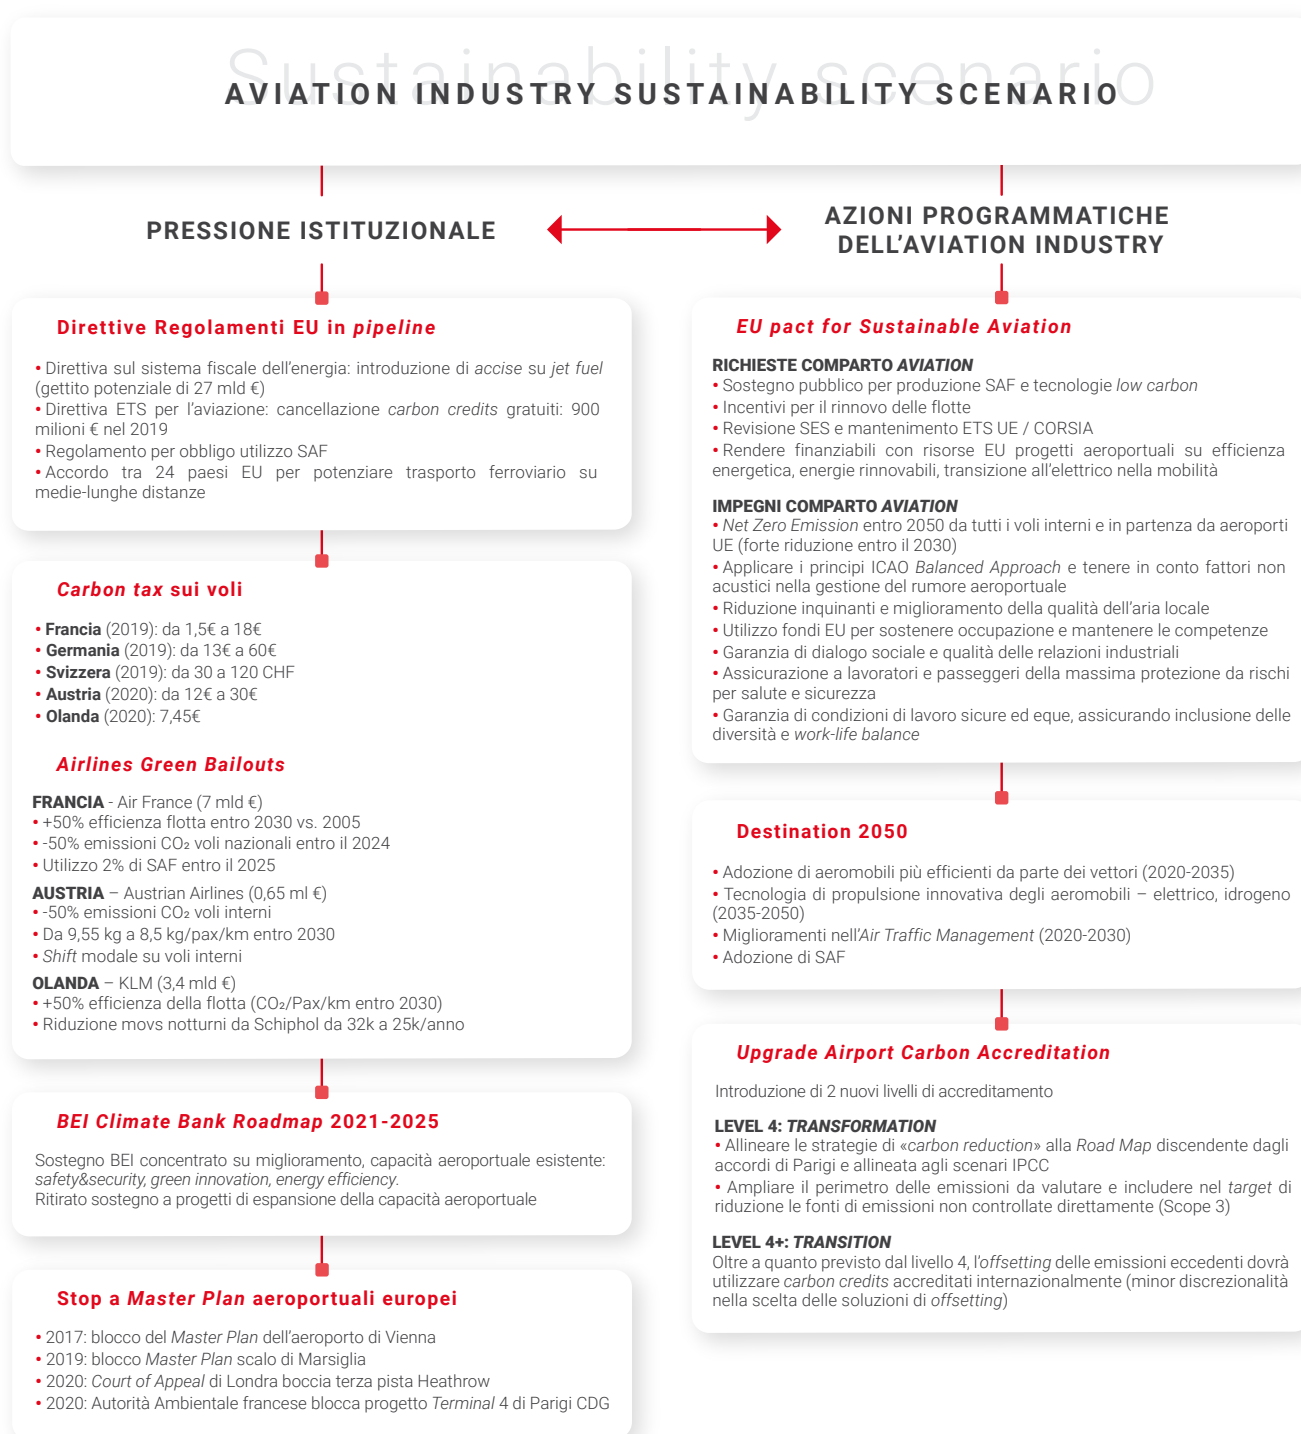 Sustainability scenario
AVIATION INDUSTRY SUSTAINABILITY SCENARIO
PRESSIONE ISTITUZIONALE
AZIONI PROGRAMMATICHE
DELL'AVIATION INDUSTRY
Direttive Regolamenti EU in pipeline
• Direttiva sul sistema fiscale dell'energia: introduzione di accise su jet fuel
(gettito potenziale di 27 mld €)
• Direttiva ETS per l'aviazione: cancellazione carbon credits gratuiti: 900
milioni € nel 2019
• Regolamento per obbligo utilizzo SAF
• Accordo tra 24 paesi EU per potenziare trasporto ferroviario su
medie-lunghe distanze
Carbon tax sui voli
• Francia (2019): da 1,5€ a 18€
• Germania (2019): da 13€ a 60€
• Svizzera (2019): da 30 a 120 CHF
• Austria (2020): da 12€ a 30€
• Olanda (2020): 7,45€
Airlines Green Bailouts
FRANCIA - Air France (7 mld €)
• +50% efficienza flotta entro 2030 vs. 2005
• -50% emissioni CO₂ voli nazionali entro il 2024
• Utilizzo 2% di SAF entro il 2025
AUSTRIA – Austrian Airlines (0,65 ml €)
• -50% emissioni CO₂ voli interni
• Da 9,55 kg a 8,5 kg/pax/km entro 2030
• Shift modale su voli interni
OLANDA – KLM (3,4 mld €)
• +50% efficienza della flotta (CO₂/Pax/km entro 2030)
• Riduzione movs notturni da Schiphol da 32k a 25k/anno
BEI Climate Bank Roadmap 2021-2025
Sostegno BEI concentrato su miglioramento, capacità aeroportuale esistente:
safety&security, green innovation, energy efficiency.
Ritirato sostegno a progetti di espansione della capacità aeroportuale
Stop a Master Plan aeroportuali europei
• 2017: blocco del Master Plan dell'aeroporto di Vienna
• 2019: blocco Master Plan scalo di Marsiglia
• 2020: Court of Appeal di Londra boccia terza pista Heathrow
• 2020: Autorità Ambientale francese blocca progetto Terminal 4 di Parigi CDG
EU pact for Sustainable Aviation
RICHIESTE COMPARTO AVIATION
• Sostegno pubblico per produzione SAF e tecnologie low carbon
• Incentivi per il rinnovo delle flotte
• Revisione SES e mantenimento ETS UE / CORSIA
• Rendere finanziabili con risorse EU progetti aeroportuali su efficienza
energetica, energie rinnovabili, transizione all'elettrico nella mobilità
IMPEGNI COMPARTO AVIATION
• Net Zero Emission entro 2050 da tutti i voli interni e in partenza da aeroporti
UE (forte riduzione entro il 2030)
• Applicare i principi ICAO Balanced Approach e tenere in conto fattori non
acustici nella gestione del rumore aeroportuale
• Riduzione inquinanti e miglioramento della qualità dell'aria locale
• Utilizzo fondi EU per sostenere occupazione e mantenere le competenze
• Garanzia di dialogo sociale e qualità delle relazioni industriali
• Assicurazione a lavoratori e passeggeri della massima protezione da rischi
per salute e sicurezza
• Garanzia di condizioni di lavoro sicure ed eque, assicurando inclusione delle
diversità e work-life balance
Destination 2050
• Adozione di aeromobili più efficienti da parte dei vettori (2020-2035)
• Tecnologia di propulsione innovativa degli aeromobili – elettrico, idrogeno
(2035-2050)
• Miglioramenti nell'Air Traffic Management (2020-2030)
• Adozione di SAF
Upgrade Airport Carbon Accreditation
Introduzione di 2 nuovi livelli di accreditamento
LEVEL 4: TRANSFORMATION
• Allineare le strategie di «carbon reduction» alla Road Map discendente dagli
accordi di Parigi e allineata agli scenari IPCC
• Ampliare il perimetro delle emissioni da valutare e includere nel target di
riduzione le fonti di emissioni non controllate direttamente (Scope 3)
LEVEL 4+: TRANSITION
Oltre a quanto previsto dal livello 4, l'offsetting delle emissioni eccedenti dovrà
utilizzare carbon credits accreditati internazionalmente (minor discrezionalità
nella scelta delle soluzioni di offsetting)